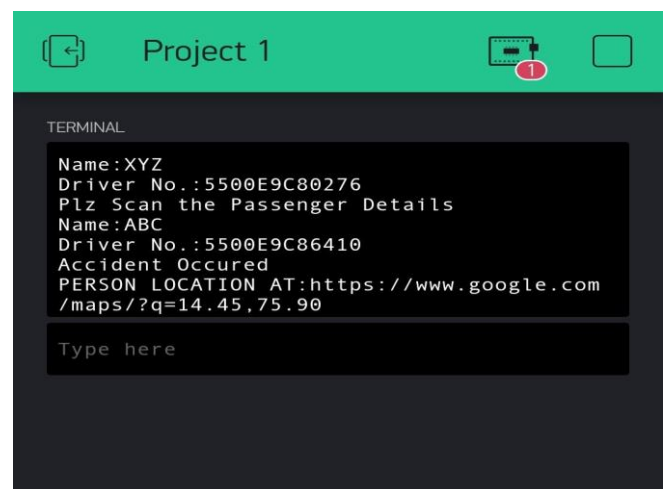 Project 1
1
TERMINAL
Name:XYZ
Driver No.:5500E9C80276
Plz Scan the Passenger Details
Name:ABC
Driver No.:5500E9C86410
Accident Occured
PERSON LOCATION AT:https://www.google.com
/maps/?q=14.45,75.90
Type here